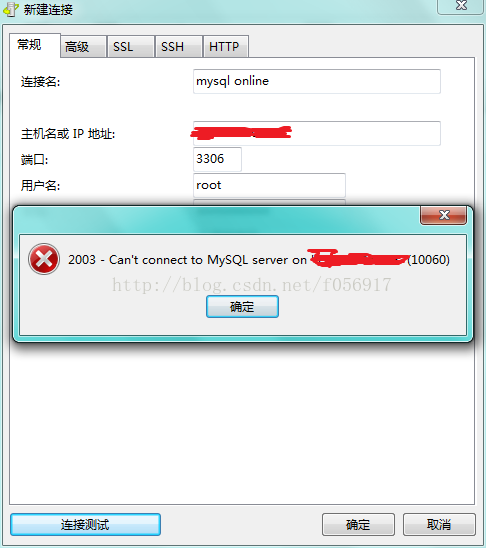 新建连接
常规 高级 SSL SSH HTTP
连接名: mysql online
主机名或 IP 地址:
端口: 3306
用户名: root
2003 - Can't connect to MySQL server on ' (10060)
http://blog.csdn.net/f056917
确定
连接测试 确定 取消